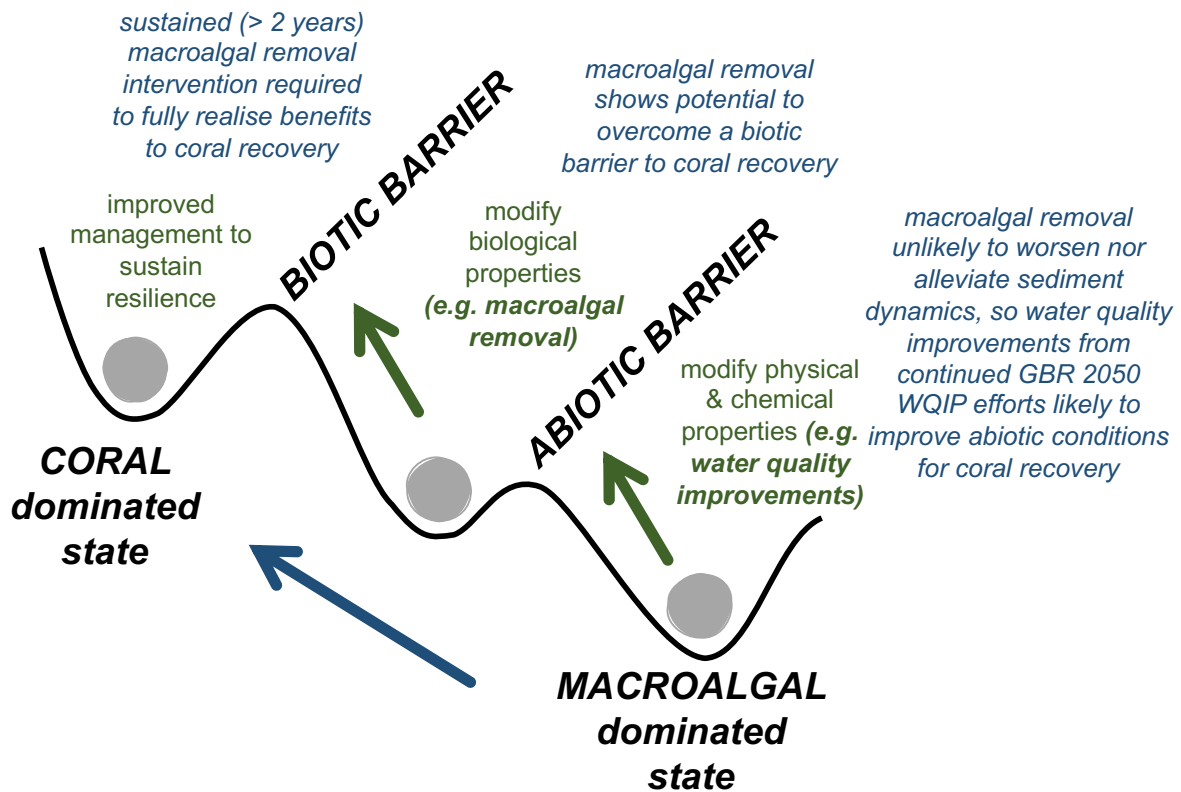 sustained (> 2 years)
macroalgal removal
intervention required
to fully realise benefits
to coral recovery
BIOTIC BARRIER
macroalgal removal
shows potential to
overcome a biotic
barrier to coral recovery
improved
management to
sustain
resilience
modify
biological
properties
(e.g. macroalgal
removal)
ABIOTIC BARRIER
macroalgal removal
unlikely to worsen nor
alleviate sediment
dynamics, so water quality
improvements from
continued GBR 2050
WQIP efforts likely to
improve abiotic conditions
for coral recovery
modify physical
& chemical
properties (e.g.
water quality
improvements)
CORAL
dominated
state
MACROALGAL
dominated
state